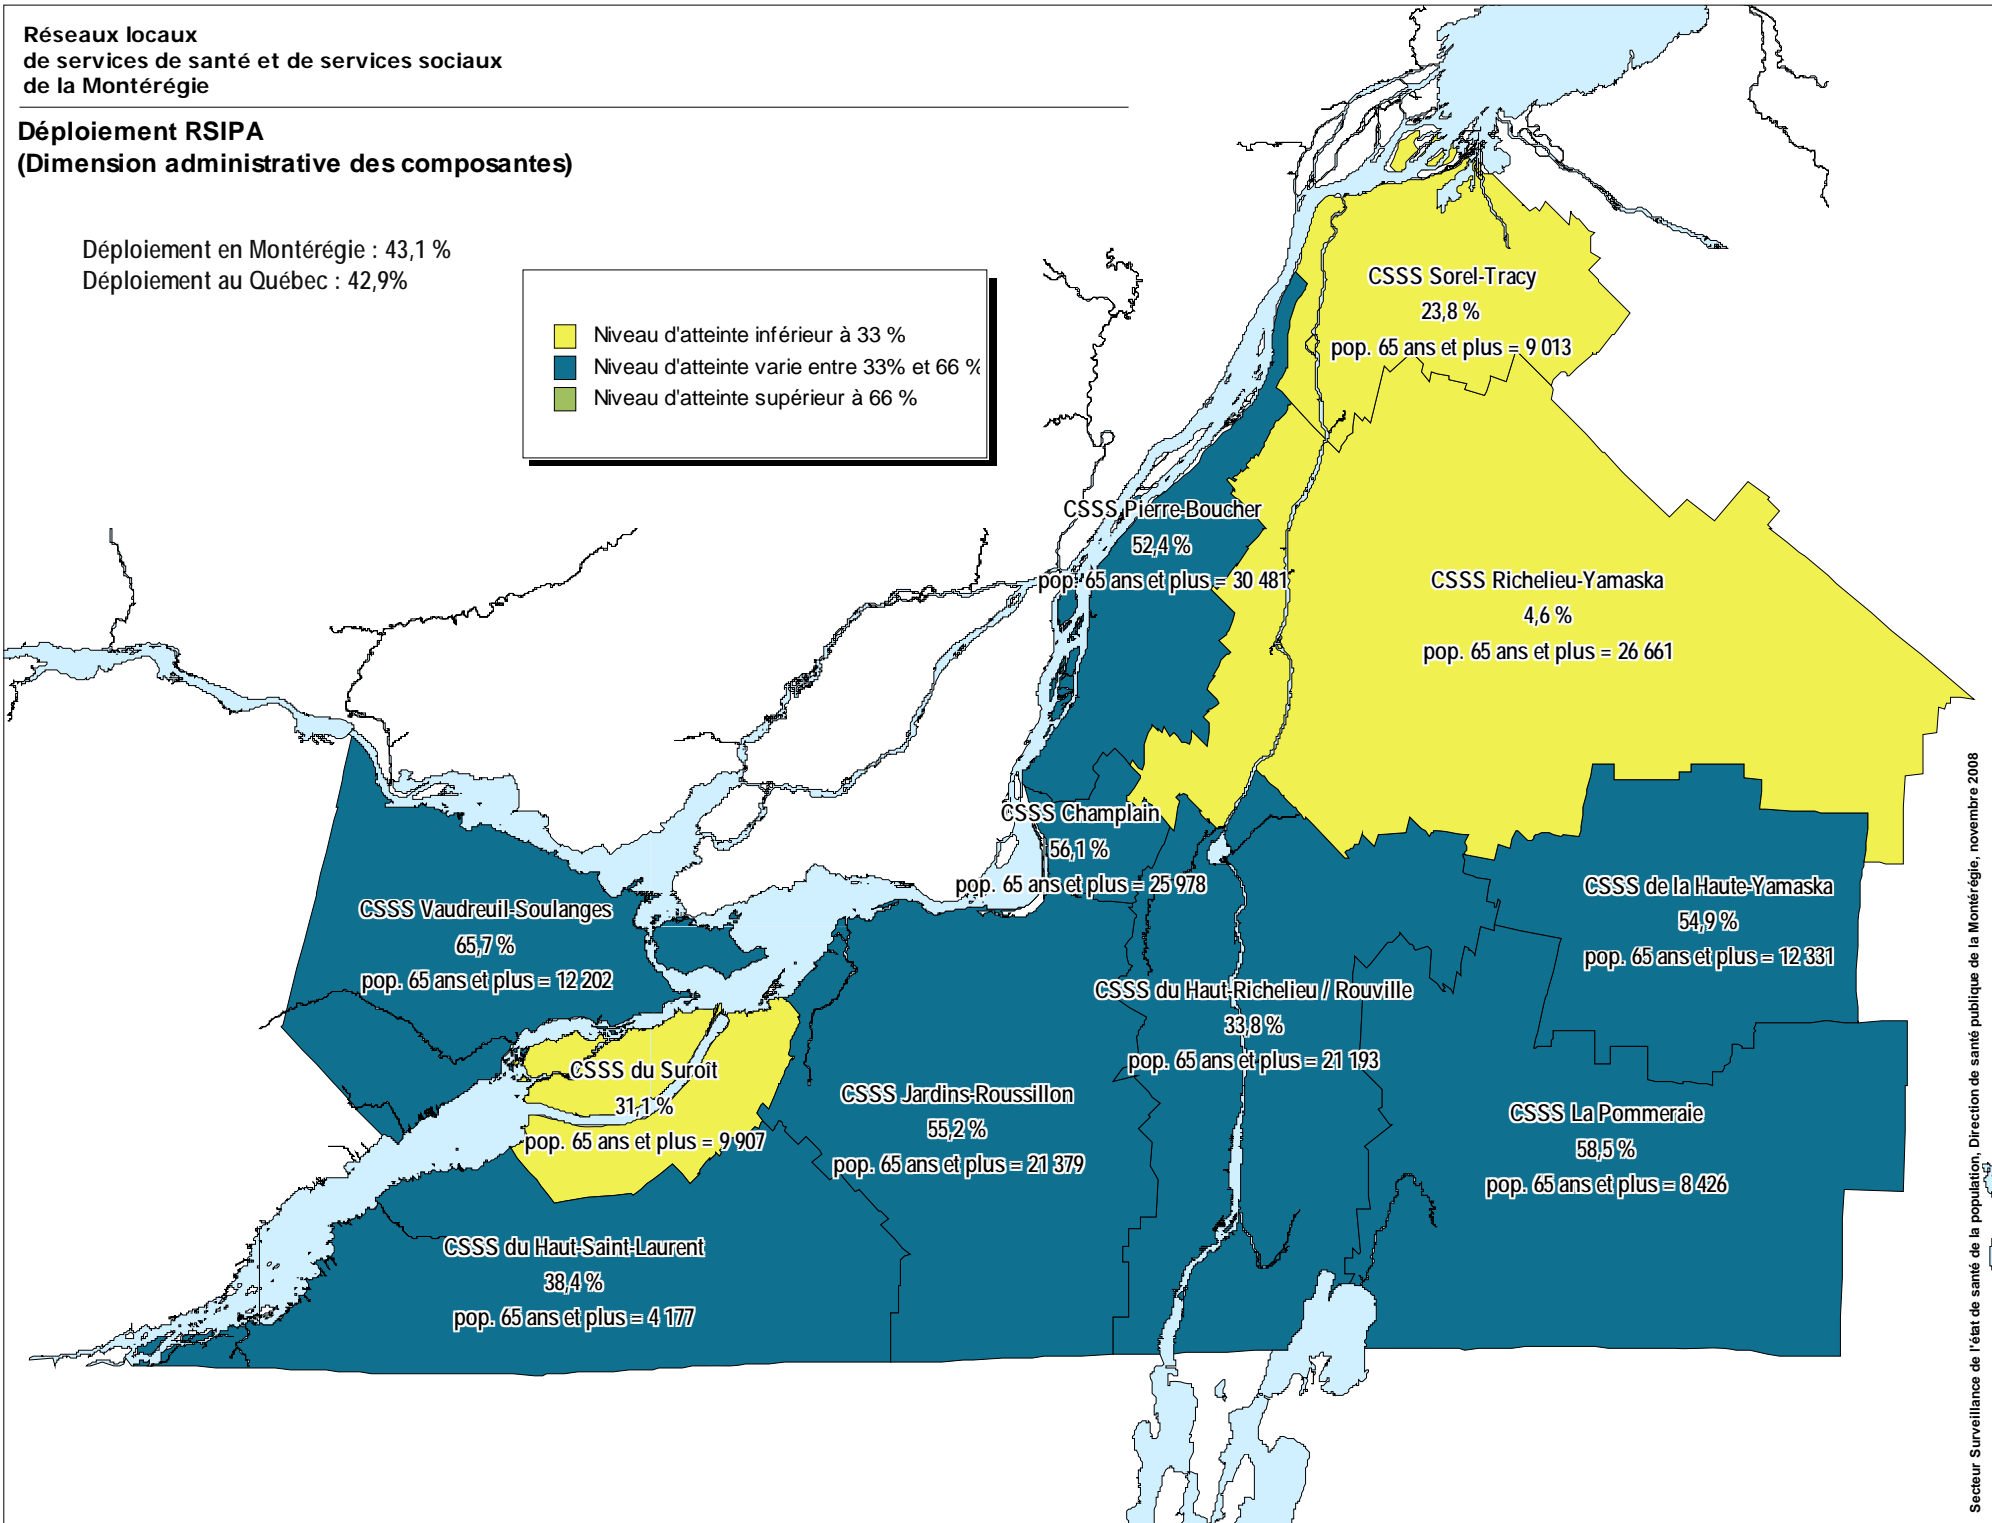 Réseaux locaux
de services de santé et de services sociaux
de la Montérégie
Déploiement RSIPA
(Dimension administrative des composantes)
Déploiement en Montérégie : 43,1 %
Déploiement au Québec : 42,9%
Niveau d'atteinte inférieur à 33 %
Niveau d'atteinte varie entre 33% et 66 %
Niveau d'atteinte supérieur à 66 %
CSSS Sorel-Tracy
23,8 %
pop. 65 ans et plus = 9 013
CSSS Pierre-Boucher
52,4 %
pop. 65 ans et plus = 30 481
CSSS Richelieu-Yamaska
4,6 %
pop. 65 ans et plus = 26 661
CSSS Champlain
56,1 %
pop. 65 ans et plus = 25 978
CSSS de la Haute-Yamaska
54,9 %
pop. 65 ans et plus = 12 331
CSSS Vaudreuil-Soulanges
65,7 %
pop. 65 ans et plus = 12 202
CSSS du Haut-Richelieu / Rouville
33,8 %
pop. 65 ans et plus = 21 193
CSSS du Suroît
31,1 %
pop. 65 ans et plus = 9 907
CSSS Jardins-Roussillon
55,2 %
pop. 65 ans et plus = 21 379
CSSS La Pommeraie
58,5 %
pop. 65 ans et plus = 8 426
CSSS du Haut-Saint-Laurent
38,4 %
pop. 65 ans et plus = 4 177
Secteur Surveillance de l'état de santé de la population, Direction de santé publique de la Montérégie, novembre 2008